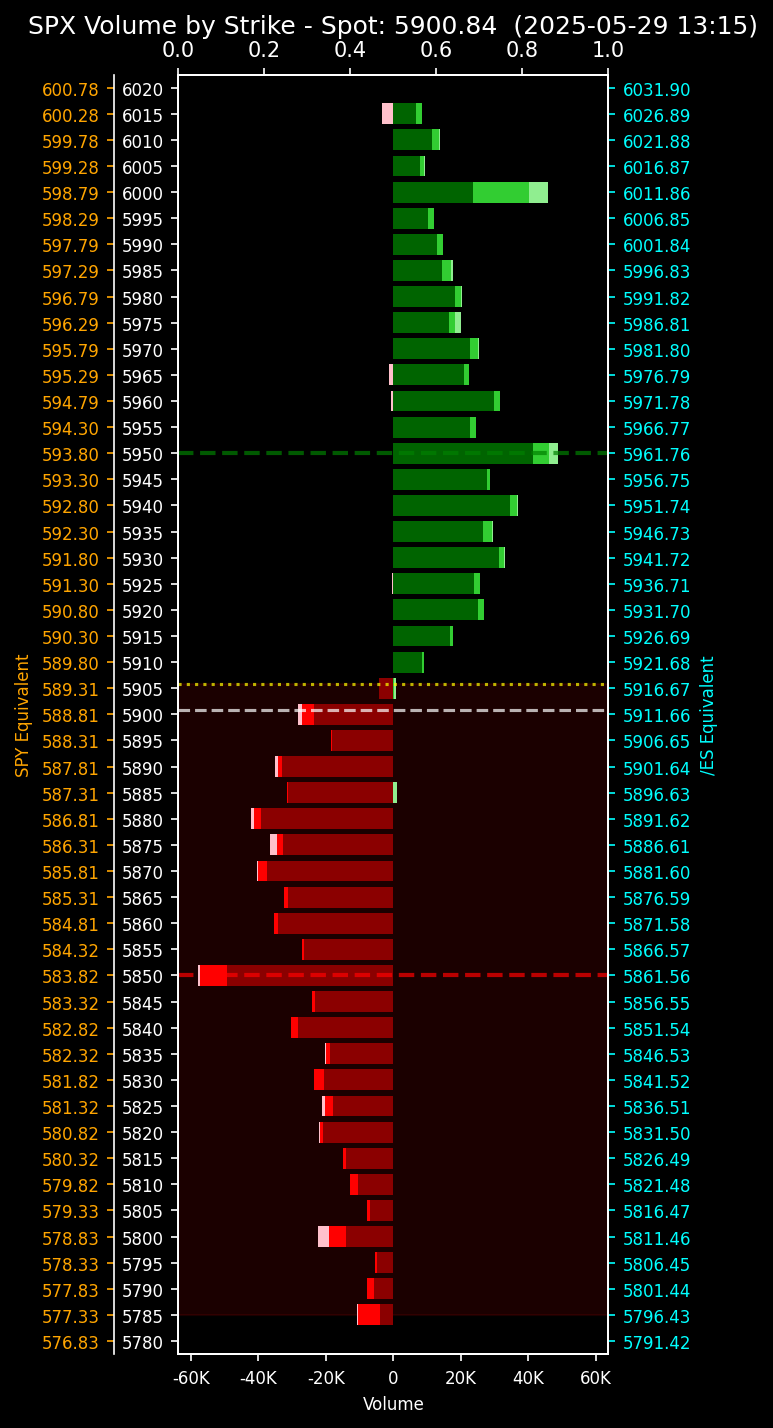 SPX Volume by Strike - Spot: 5900.84 (2025-05-29 13:15)
0.0 0.2 0.4 0.6 0.8 1.0
600.78 6020 6031.90
600.28 6015 6026.89
599.78 6010 6021.88
599.28 6005 6016.87
598.79 6000 6011.86
598.29 5995 6006.85
597.79 5990 6001.84
597.29 5985 5996.83
596.79 5980 5991.82
596.29 5975 5986.81
595.79 5970 5981.80
595.29 5965 5976.79
594.79 5960 5971.78
594.30 5955 5966.77
593.80 5950 5961.76
593.30 5945 5956.75
592.80 5940 5951.74
592.30 5935 5946.73
591.80 5930 5941.72
591.30 5925 5936.71
590.80 5920 5931.70
590.30 5915 5926.69
589.80 5910 5921.68
589.31 5905 5916.67
588.81 5900 5911.66
588.31 5895 5906.65
587.81 5890 5901.64
587.31 5885 5896.63
586.81 5880 5891.62
586.31 5875 5886.61
585.81 5870 5881.60
585.31 5865 5876.59
584.81 5860 5871.58
584.32 5855 5866.57
583.82 5850 5861.56
583.32 5845 5856.55
582.82 5840 5851.54
582.32 5835 5846.53
581.82 5830 5841.52
581.32 5825 5836.51
580.82 5820 5831.50
580.32 5815 5826.49
579.82 5810 5821.48
579.33 5805 5816.47
578.83 5800 5811.46
578.33 5795 5806.45
577.83 5790 5801.44
577.33 5785 5796.43
576.83 5780 5791.42
SPY Equivalent
/ES Equivalent
-60K -40K -20K 0 20K 40K 60K
Volume